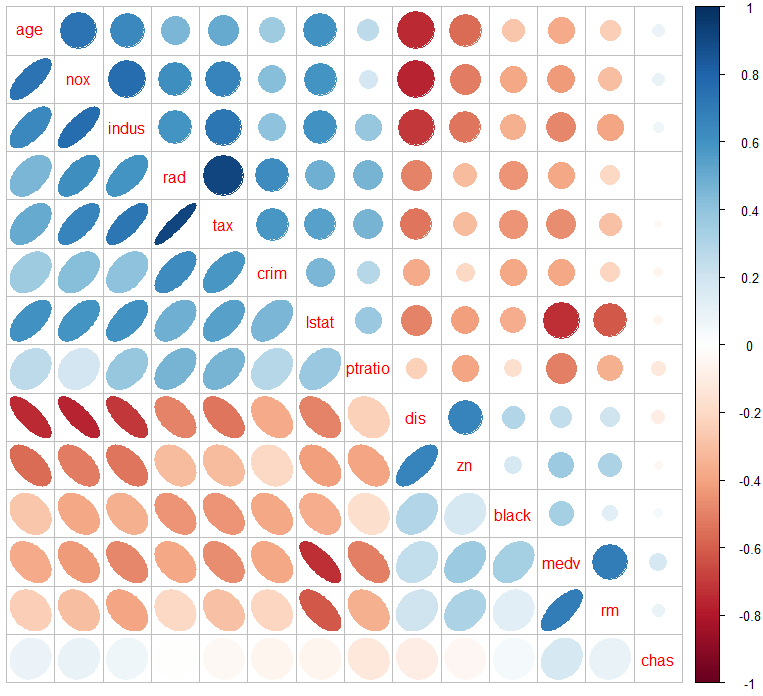 age
nox
indus
rad
tax
crim
lstat
ptratio
dis
zn
black
medv
rm
chas
1
0.8
0.6
0.4
0.2
0
-0.2
-0.4
-0.6
-0.8
-1